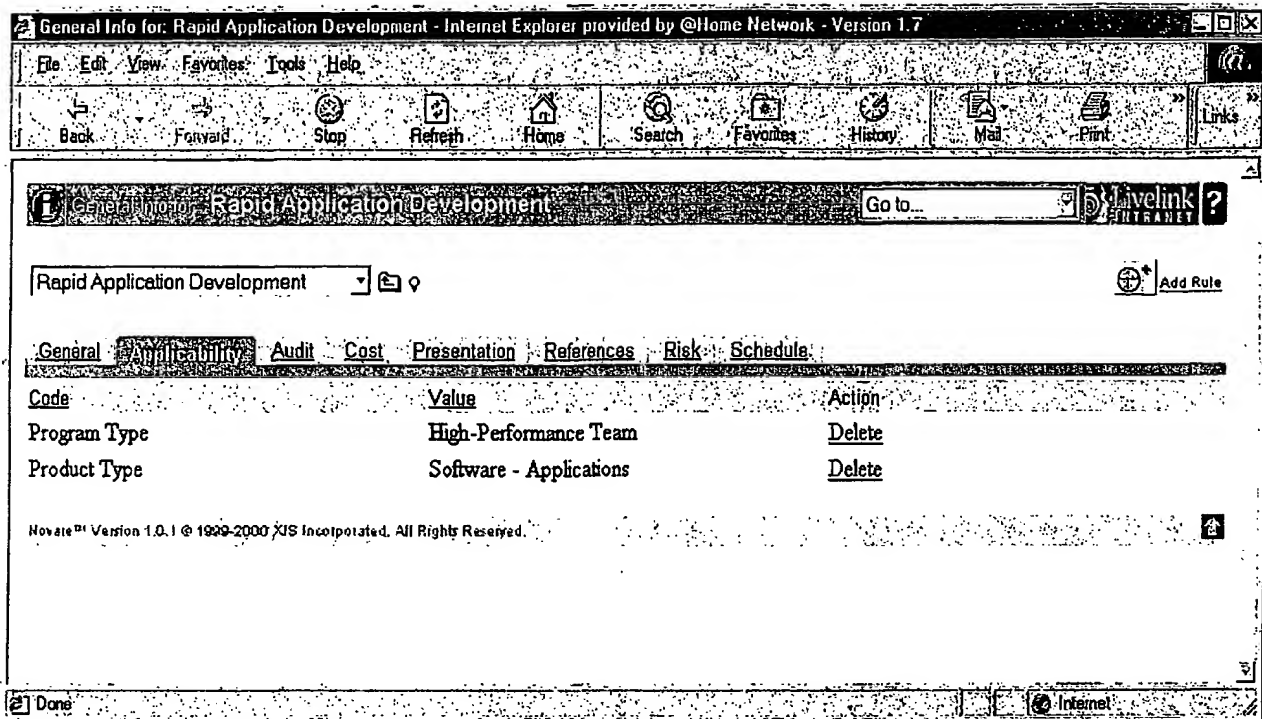 General Info for: Rapid Application Development - Internet Explorer provided by @Home Network - Version 1.7
File Edit View Favorites Tools Help
Back Forward Stop Refresh Home Search Favorites History Mail Print » Links »
General Info for: Rapid Application Development Go to... Livelink INTRANET ?
Rapid Application Development Add Rule
General Applicability Audit Cost Presentation References Risk Schedule
Code Value Action
Program Type High-Performance Team Delete
Product Type Software - Applications Delete
Novate™ Version 1.0.1 @ 1999-2000 XIS Incorporated. All Rights Reserved.
Done Internet